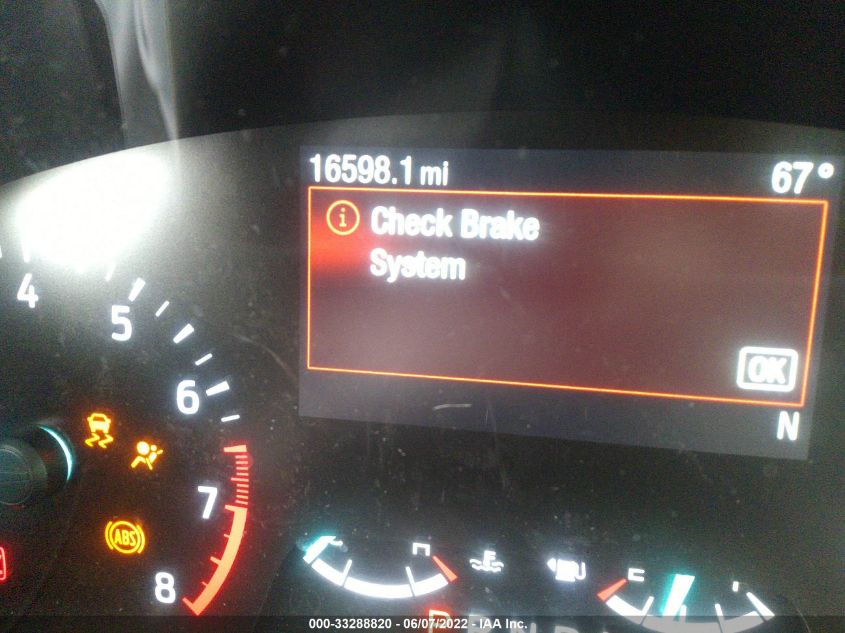 16598.1 mi
67°
Check Brake
System
OK
N
4
5
6
7
8
ABS
000-33288820 - 06/07/2022 - IAA Inc.